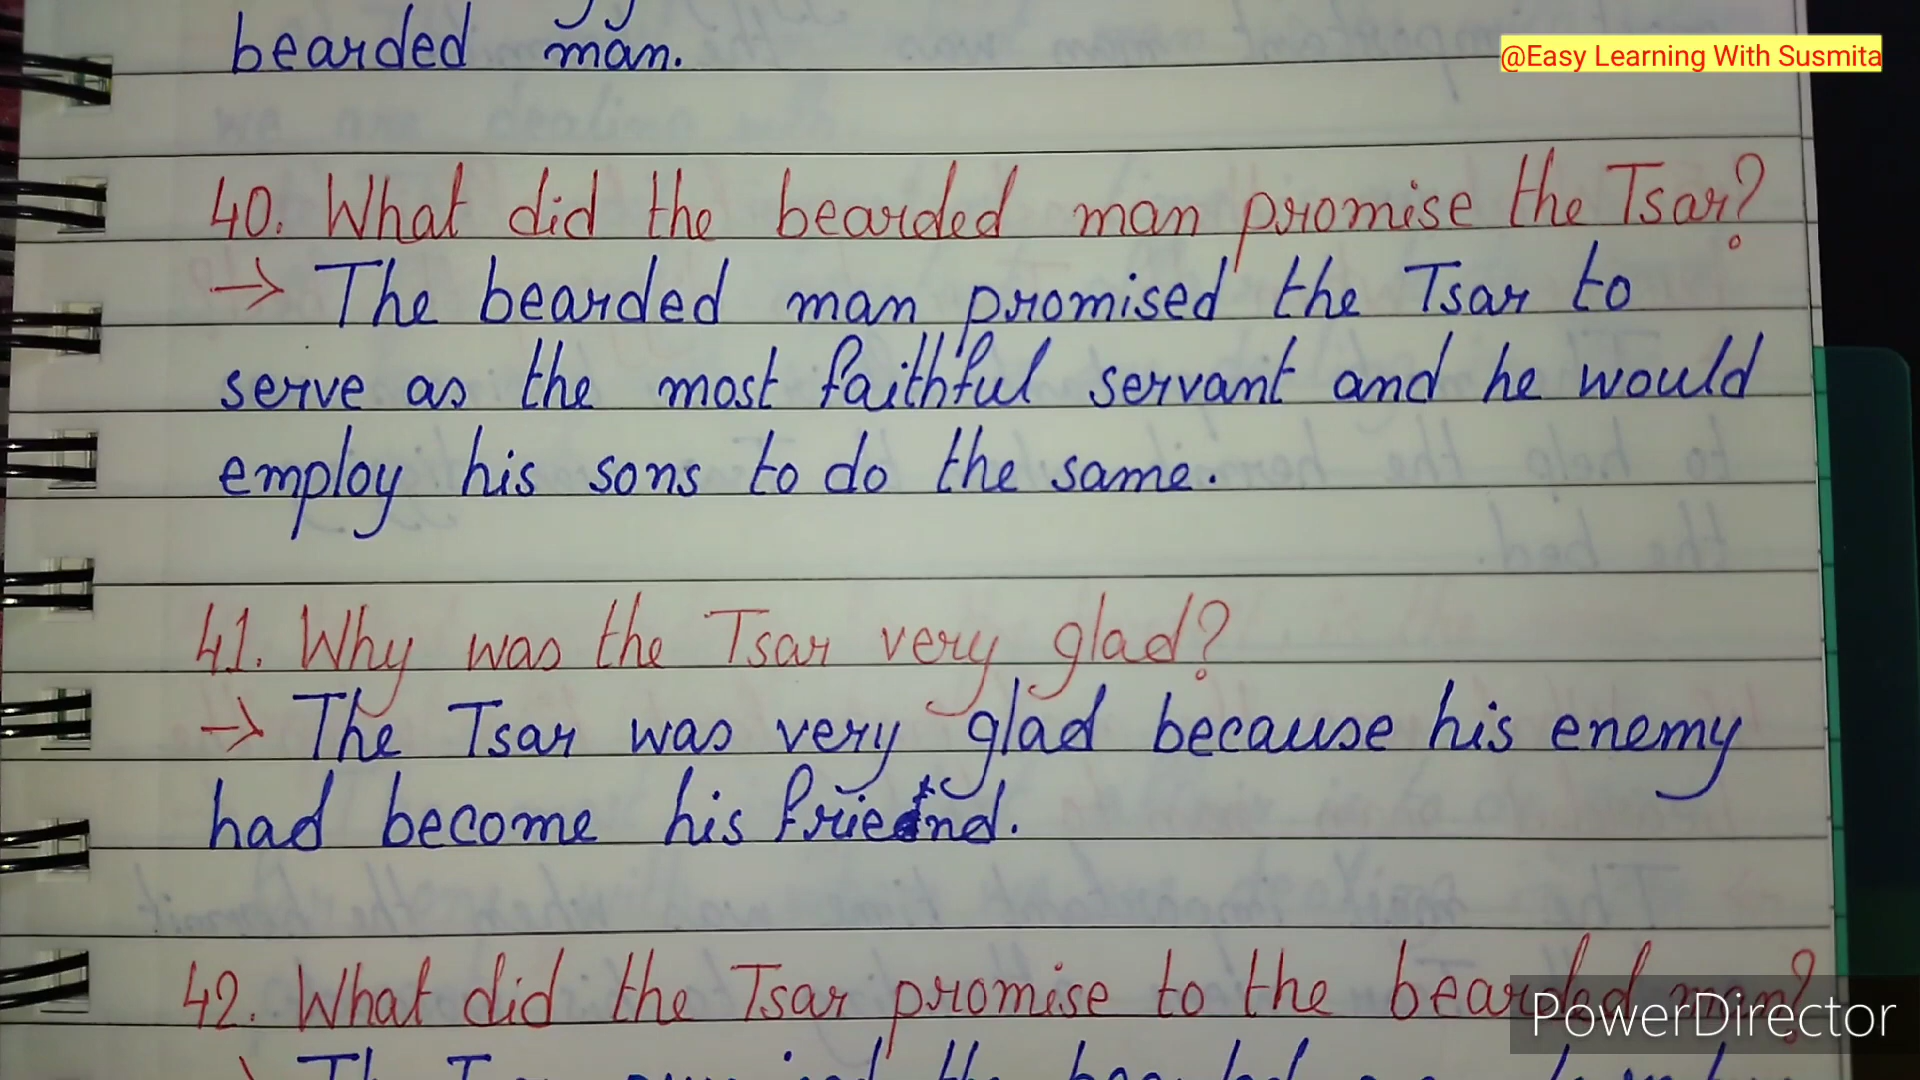 bearded man.
@Easy Learning With Susmita
40. What did the bearded man promise the Tsar?
→ The bearded man promised the Tsar to
serve as the most faithful servant and he would
employ his sons to do the same.
41. Why was the Tsar very glad?
→ The Tsar was very glad because his enemy
had become his friend.
42. What did the Tsar promise to the bearded man?
PowerDirector